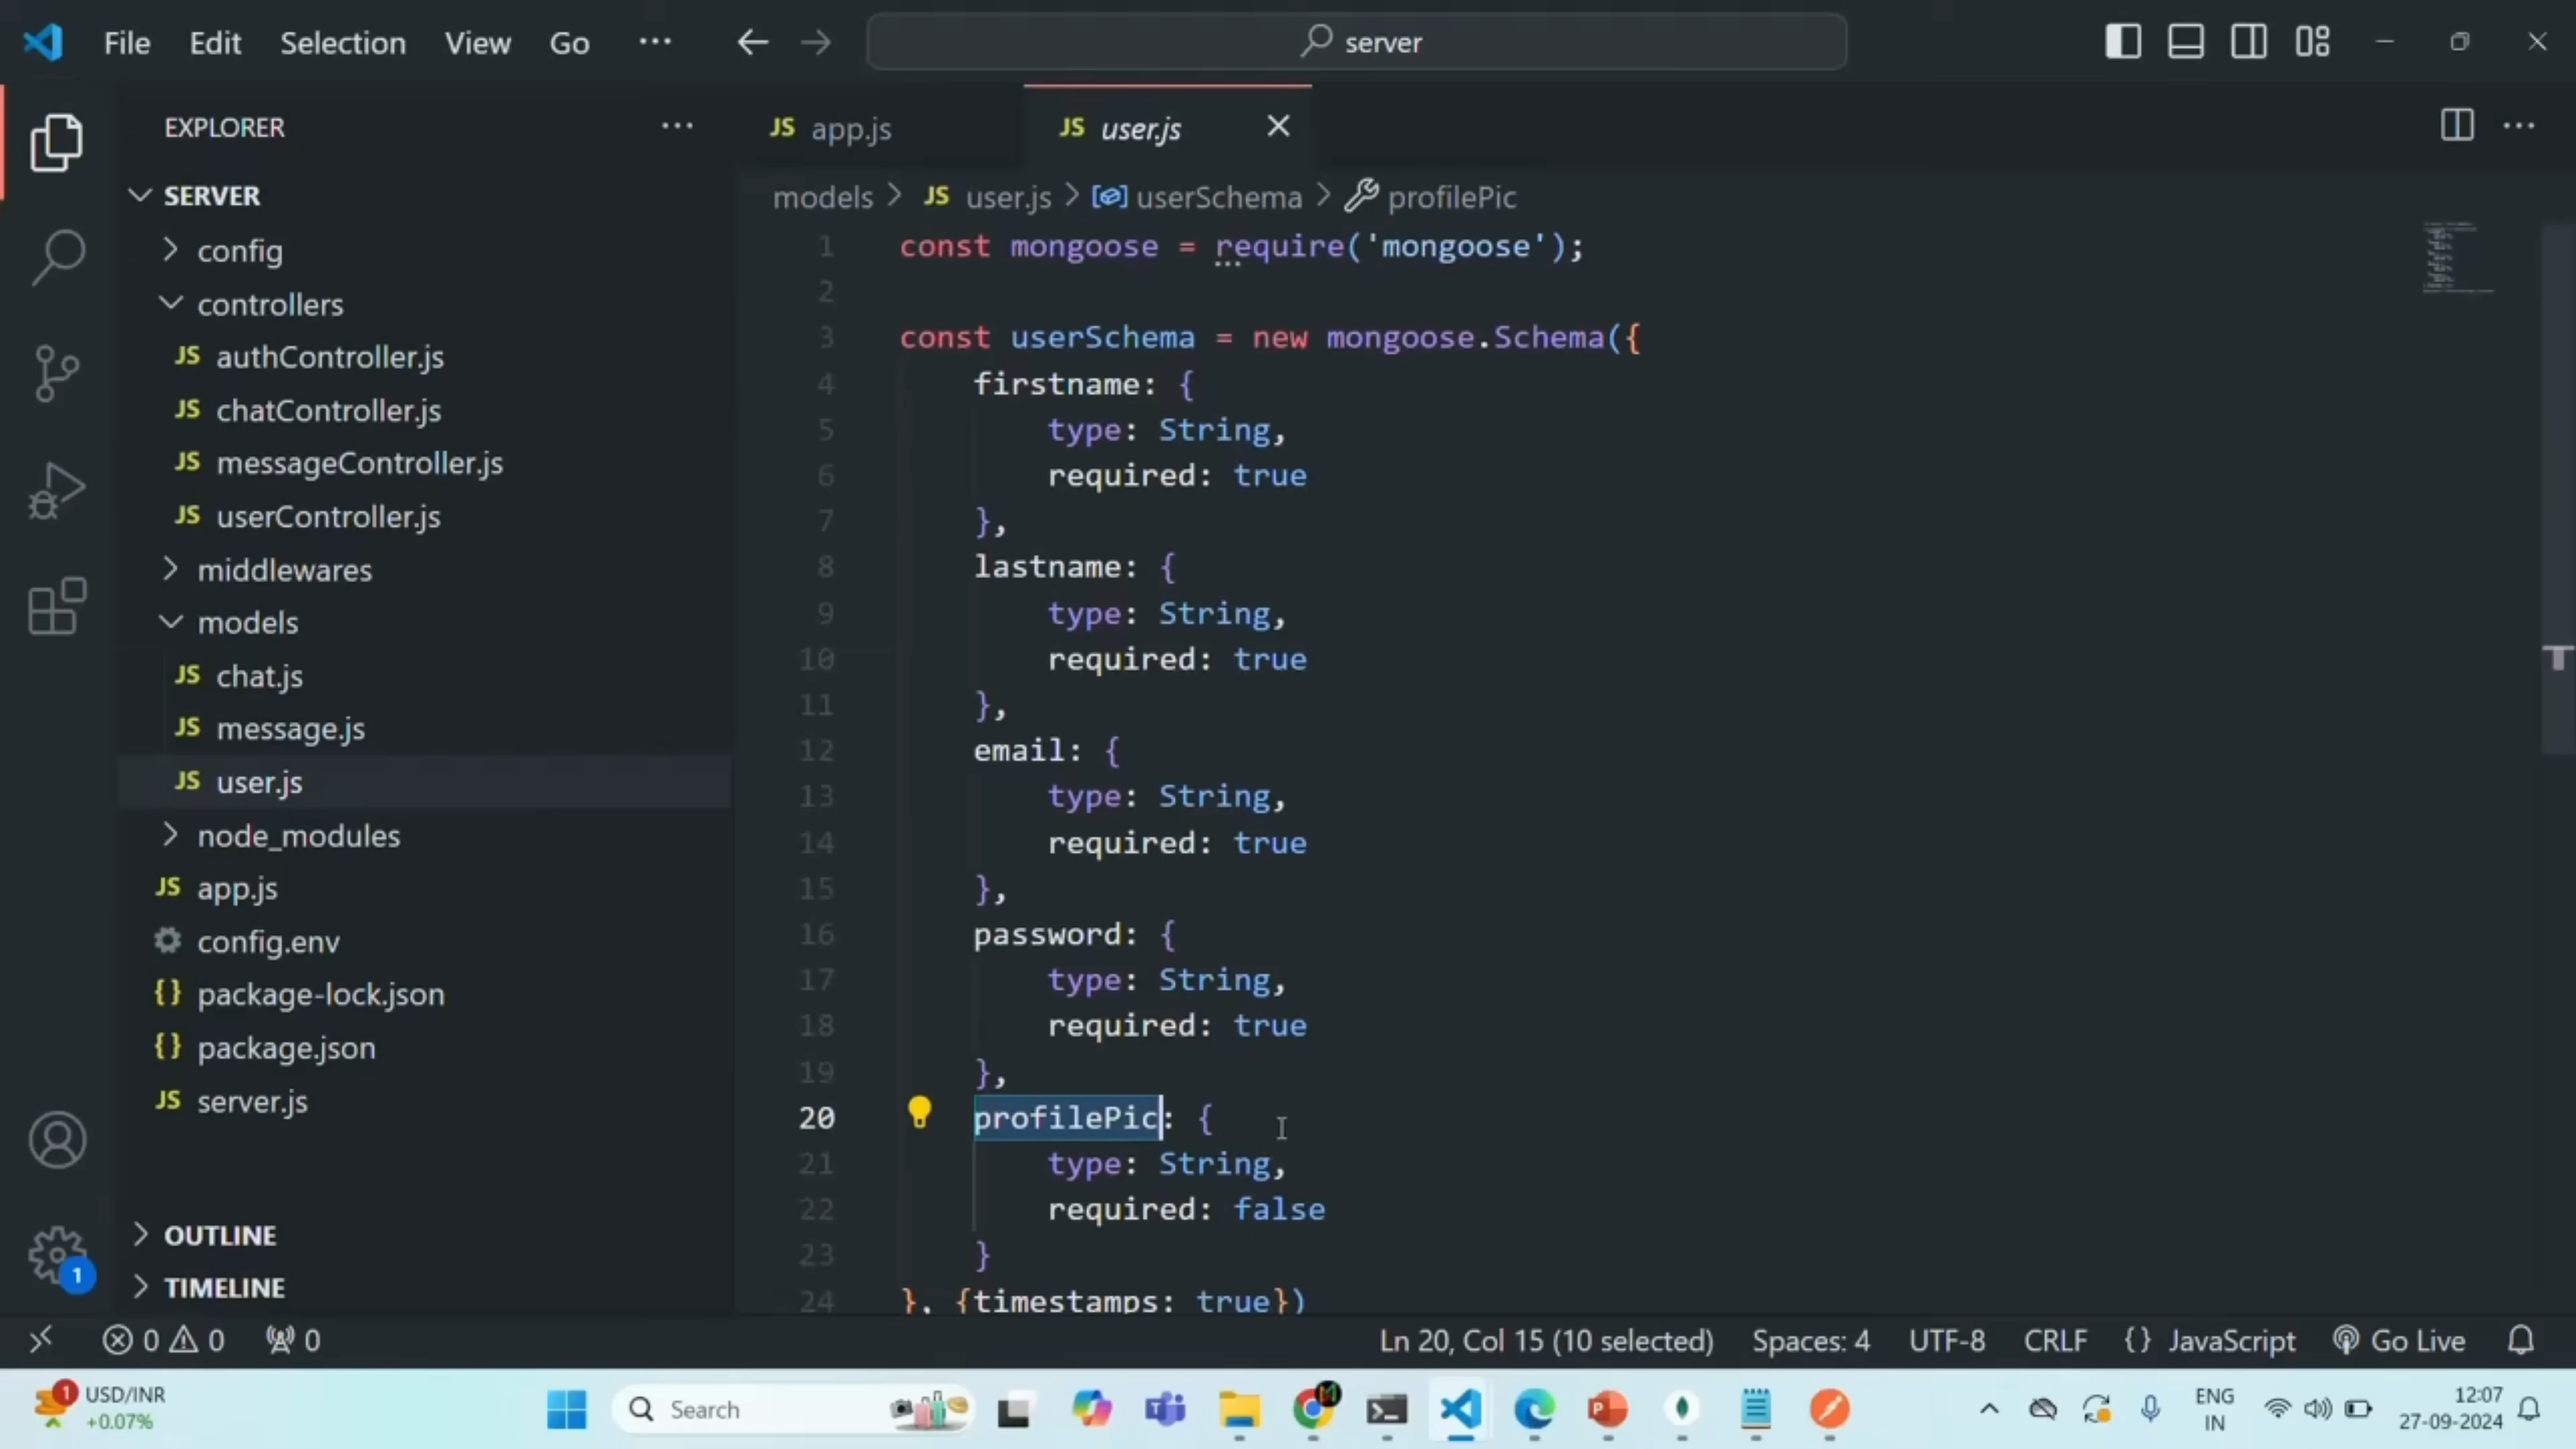 File Edit Selection View Go ··· server
EXPLORER ···
SERVER
config
controllers
JS authController.js
JS chatController.js
JS messageController.js
JS userController.js
middlewares
models
JS chat.js
JS message.js
JS user.js
node_modules
JS app.js
config.env
{} package-lock.json
{} package.json
JS server.js
OUTLINE
TIMELINE
1
JS app.js JS user.js
models > JS user.js > userSchema > profilePic
1 const mongoose = require('mongoose');
2
3 const userSchema = new mongoose.Schema({
4 firstname: {
5 type: String,
6 required: true
7 },
8 lastname: {
9 type: String,
10 required: true
11 },
12 email: {
13 type: String,
14 required: true
15 },
16 password: {
17 type: String,
18 required: true
19 },
20 profilePic: {
21 type: String,
22 required: false
23 }
24 }, {timestamps: true})
0 0 0 Ln 20, Col 15 (10 selected) Spaces: 4 UTF-8 CRLF {} JavaScript Go Live
1 USD/INR
+0.07%
Search
M
ENG
IN
12:07
27-09-2024